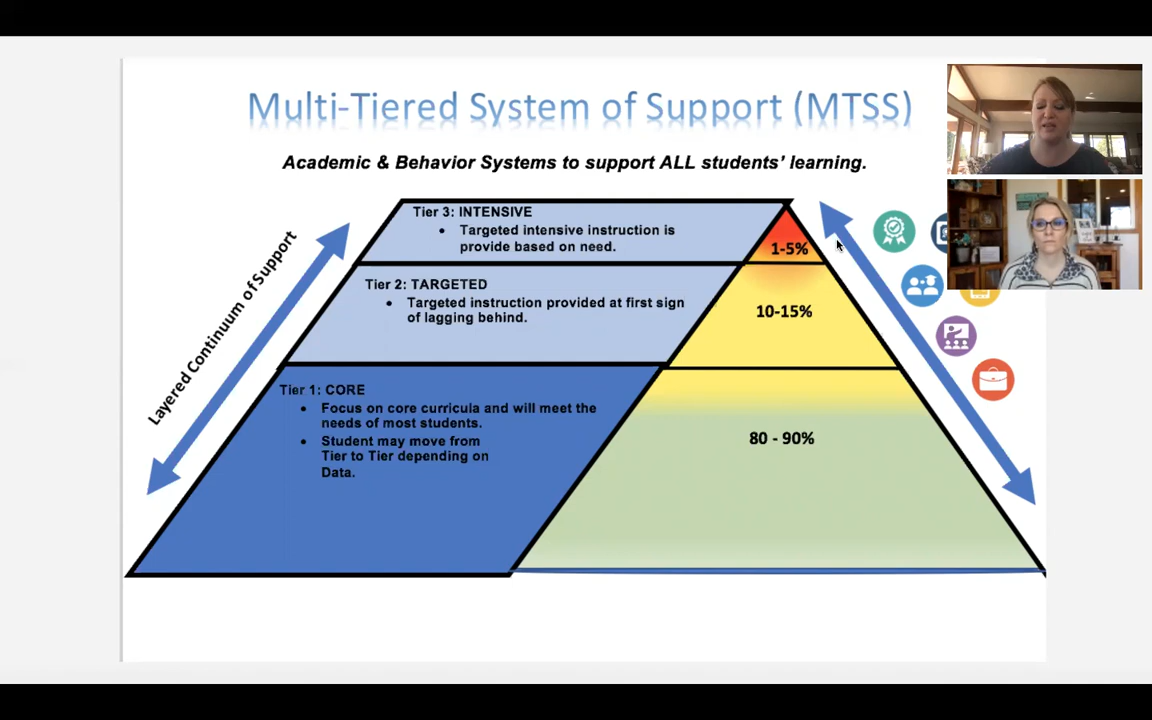 Multi-Tiered System of Support (MTSS)
Academic & Behavior Systems to support ALL students' learning.
Layered Continuum of Support
Tier 3: INTENSIVE
• Targeted intensive instruction is
provide based on need.
1-5%
Tier 2: TARGETED
• Targeted instruction provided at first sign
of lagging behind.
10-15%
Tier 1: CORE
• Focus on core curricula and will meet the
needs of most students.
• Student may move from
Tier to Tier depending on
Data.
80 - 90%